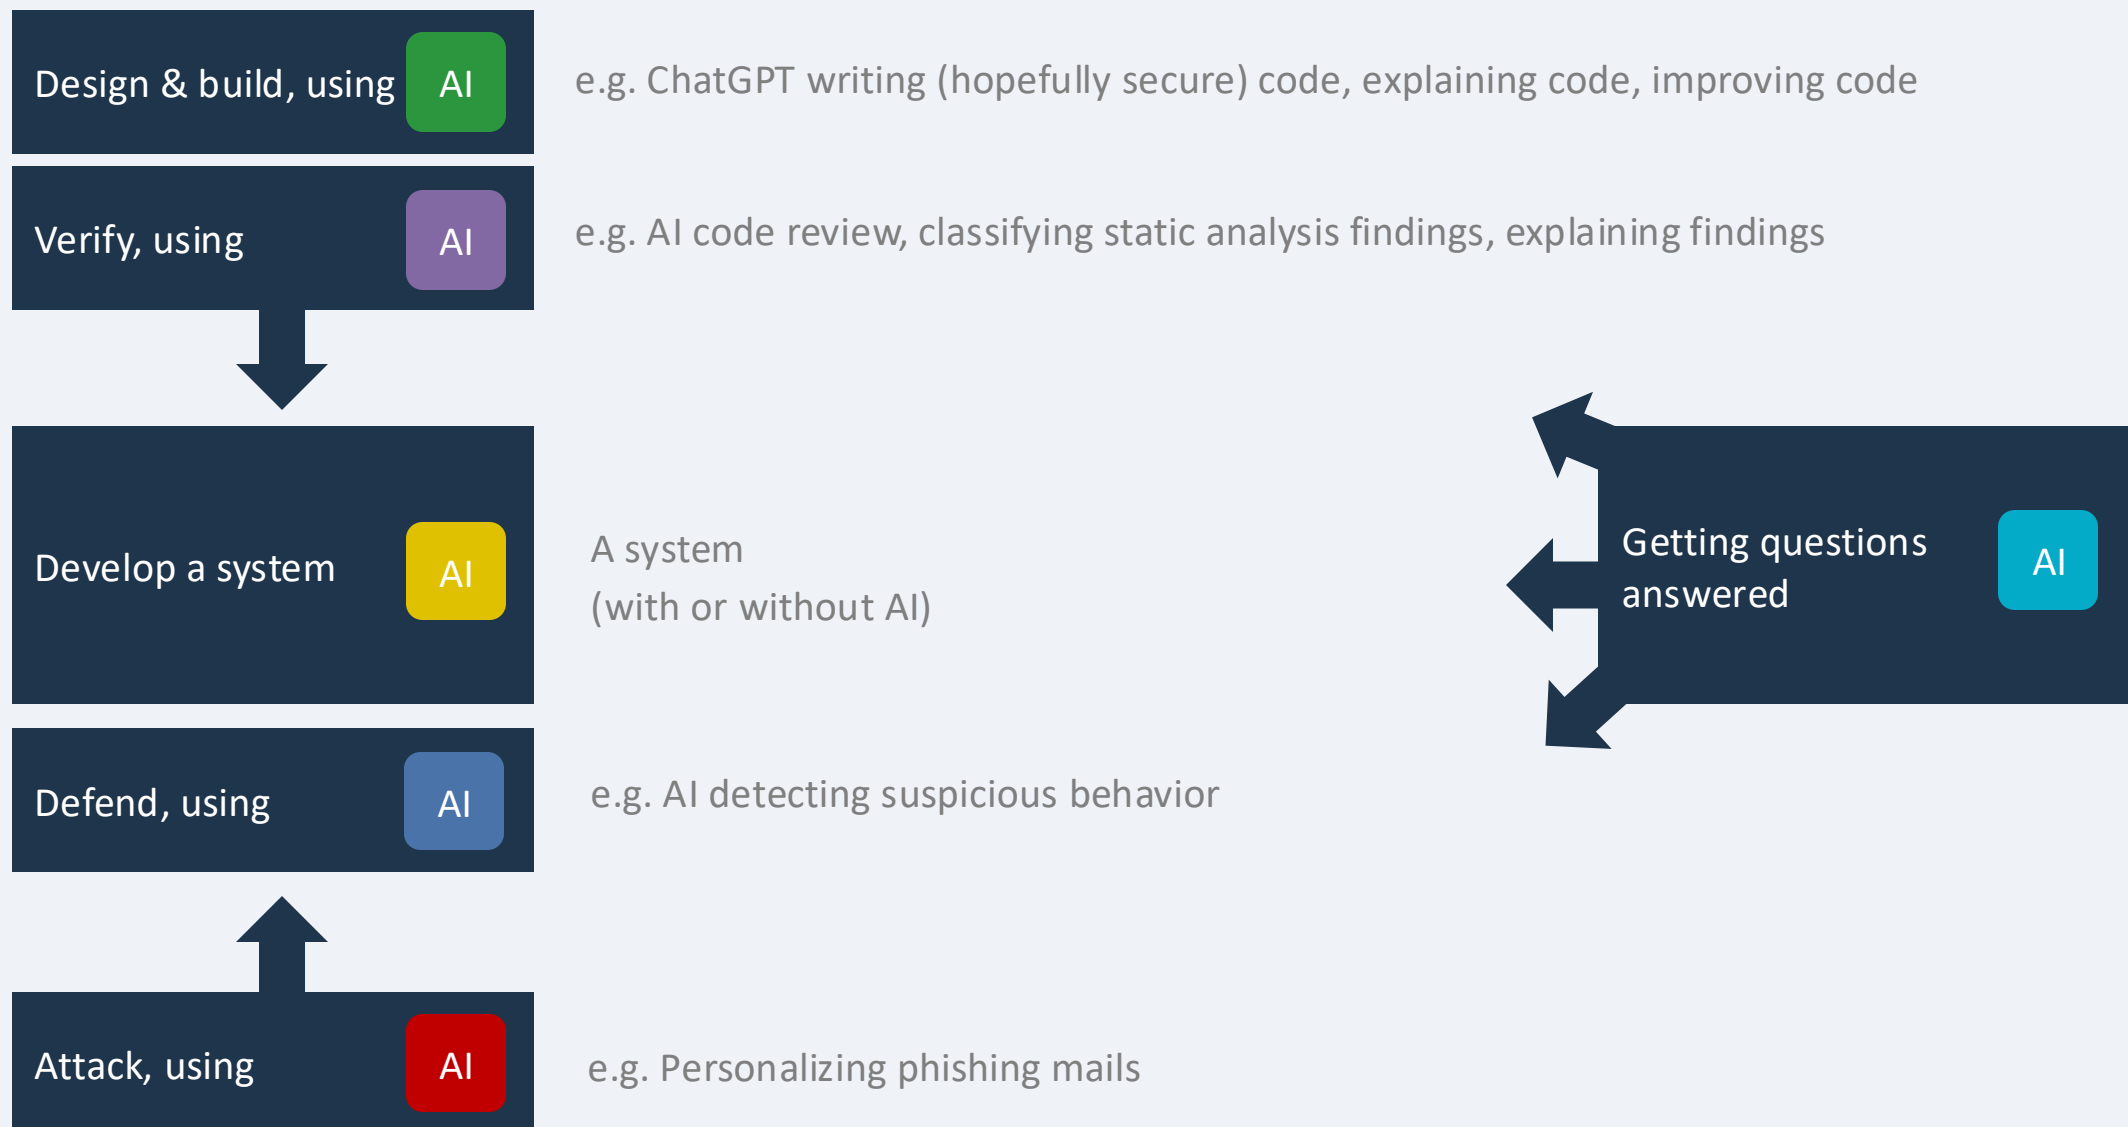 Design & build, using AI
e.g. ChatGPT writing (hopefully secure) code, explaining code, improving code
Verify, using AI
e.g. AI code review, classifying static analysis findings, explaining findings
Develop a system AI
A system
(with or without AI)
Getting questions
answered
AI
Defend, using AI
e.g. AI detecting suspicious behavior
Attack, using AI
e.g. Personalizing phishing mails